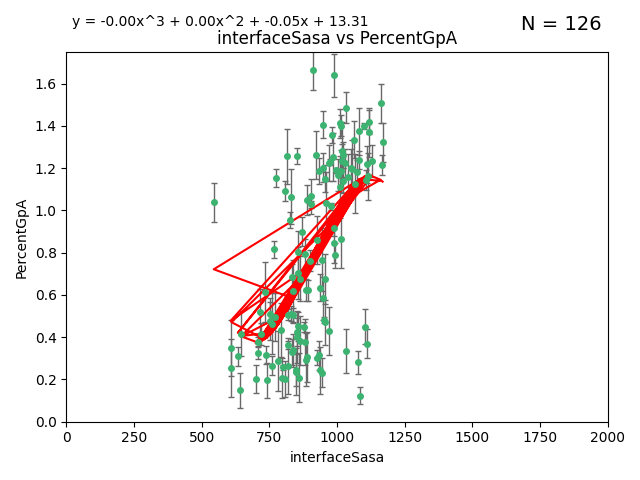 y = -0.00x^3 + 0.00x^2 + -0.05x + 13.31
N = 126
interfaceSasa vs PercentGpA
PercentGpA
1.6
1.4
1.2
1.0
0.8
0.6
0.4
0.2
0.0
0 250 500 750 1000 1250 1500 1750 2000
interfaceSasa